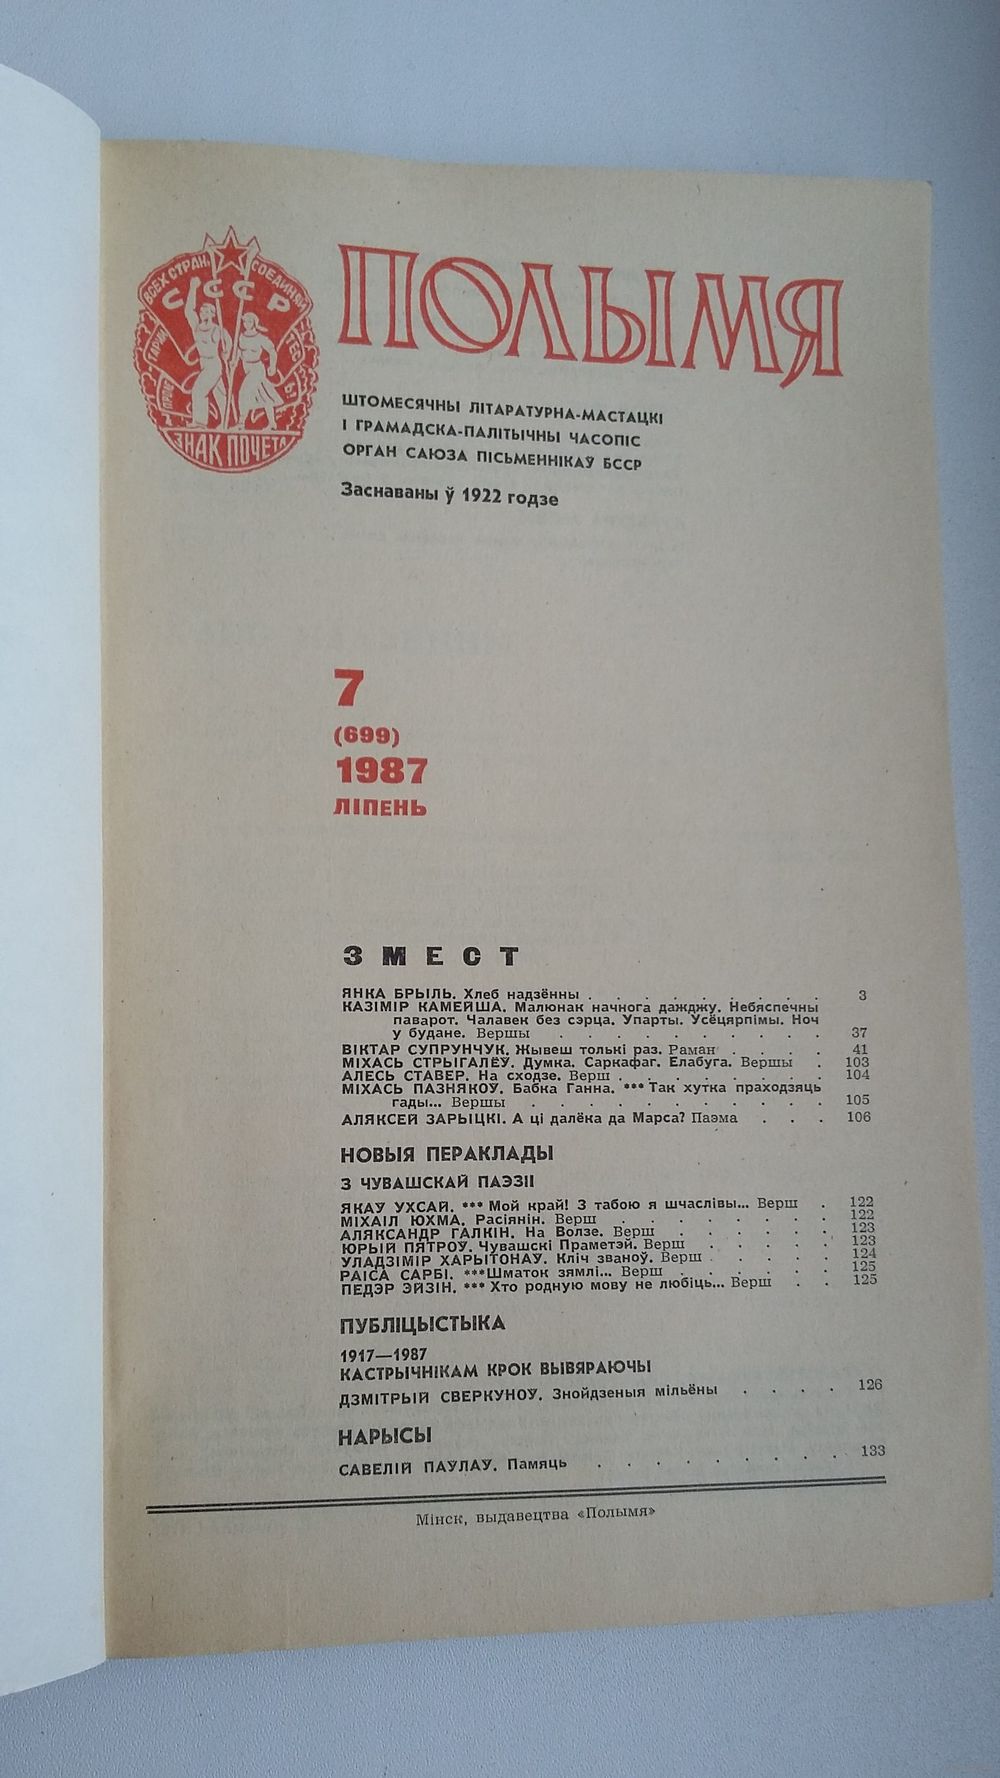 ВСЕХ СТРАН, СОЕДИНЯЙ
СССР
ПРОЛЕ ТАРИИ ТЕСЬ!
ЗНАК ПОЧЕТА
ПОЛЫМЯ
ШТОМЕСЯЧНЫ ЛІТАРАТУРНА-МАСТАЦКІ
І ГРАМАДСКА-ПАЛІТЫЧНЫ ЧАСОПІС
ОРГАН САЮЗА ПІСЬМЕННІКАЎ БССР
Заснаваны ў 1922 годзе
7
(699)
1987
ЛІПЕНЬ
ЗМЕСТ
ЯНКА БРЫЛЬ. Хлеб надзённы . . . . . . . . . 3
КАЗІМІР КАМЕЙША. Малюнак начнога дажджу. Небяспечны
паварот. Чалавек без сэрца. Упарты. Усёцярпімы. Ноч
у будане. Вершы . . . . . . . . . . 37
ВІКТАР СУПРУНЧУК. Жывеш толькі раз. Раман . . . . 41
МІХАСЬ СТРЫГАЛЁЎ. Думка. Саркафаг. Елабуга. Вершы . 103
АЛЕСЬ СТАВЕР. На сходзе. Верш . . . . . . . . 104
МІХАСЬ ПАЗНЯКОЎ. Бабка Ганна. *** Так хутка праходзяць
гады... Вершы . . . . . . . . . . . 105
АЛЯКСЕЙ ЗАРЫЦКІ. А ці далёка да Марса? Паэма . . . 106
НОВЫЯ ПЕРАКЛАДЫ
З ЧУВАШСКАЙ ПАЭЗІІ
ЯКАЎ УХСАЙ. *** Мой край! З табою я шчаслівы... Верш . 122
МІХАІЛ ЮХМА. Расіянін. Верш . . . . . . . . 122
АЛЯКСАНДР ГАЛКІН. На Волзе. Верш . . . . . . 123
ЮРЫЙ ПЯТРОЎ. Чувашскі Праметэй. Верш . . . . . 123
УЛАДЗІМІР ХАРЫТОНАЎ. Кліч званоў. Верш . . . . 124
РАІСА САРБІ. ***Шматок зямлі... Верш . . . . . 125
ПЕДЭР ЭЙЗІН. *** Хто родную мову не любіць... Верш . . 125
ПУБЛІЦЫСТЫКА
1917—1987
КАСТРЫЧНІКАМ КРОК ВЫВЯРАЮЧЫ
ДЗМІТРЫЙ СВЕРКУНОЎ. Знойдзеныя мільёны . . . . 126
НАРЫСЫ
САВЕЛІЙ ПАУЛАЎ. Памяць . . . . . . . . . 133
Мінск, выдавецтва «Полымя»